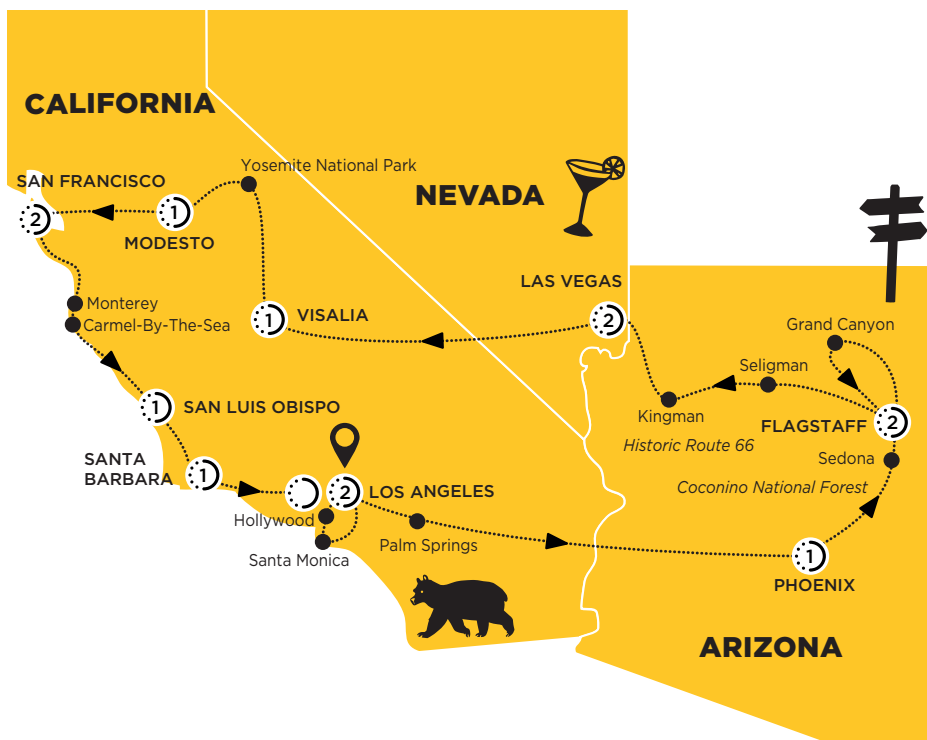 CALIFORNIA
Yosemite National Park
SAN FRANCISCO
2
1
MODESTO
NEVADA
Monterey
Carmel-By-The-Sea
1
VISALIA
LAS VEGAS
2
Grand Canyon
Seligman
Kingman
Historic Route 66
FLAGSTAFF
2
Sedona
Coconino National Forest
1
SAN LUIS OBISPO
SANTA
BARBARA
1
2
LOS ANGELES
Hollywood
Santa Monica
Palm Springs
1
PHOENIX
ARIZONA